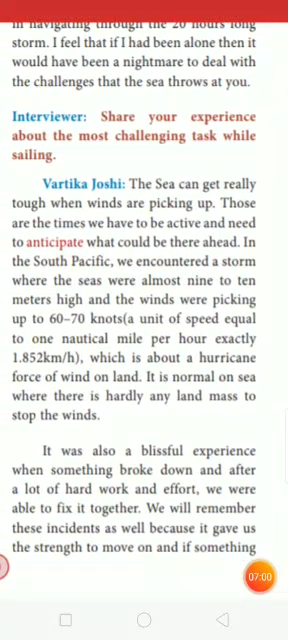 in navigating through the 20 hours long
storm. I feel that if I had been alone then it
would have been a nightmare to deal with
the challenges that the sea throws at you.
Interviewer: Share your experience
about the most challenging task while
sailing.
Vartika Joshi: The Sea can get really
tough when winds are picking up. Those
are the times we have to be active and need
to anticipate what could be there ahead. In
the South Pacific, we encountered a storm
where the seas were almost nine to ten
meters high and the winds were picking
up to 60–70 knots(a unit of speed equal
to one nautical mile per hour exactly
1.852km/h), which is about a hurricane
force of wind on land. It is normal on sea
where there is hardly any land mass to
stop the winds.
It was also a blissful experience
when something broke down and after
a lot of hard work and effort, we were
able to fix it together. We will remember
these incidents as well because it gave us
the strength to move on and if something
07:00